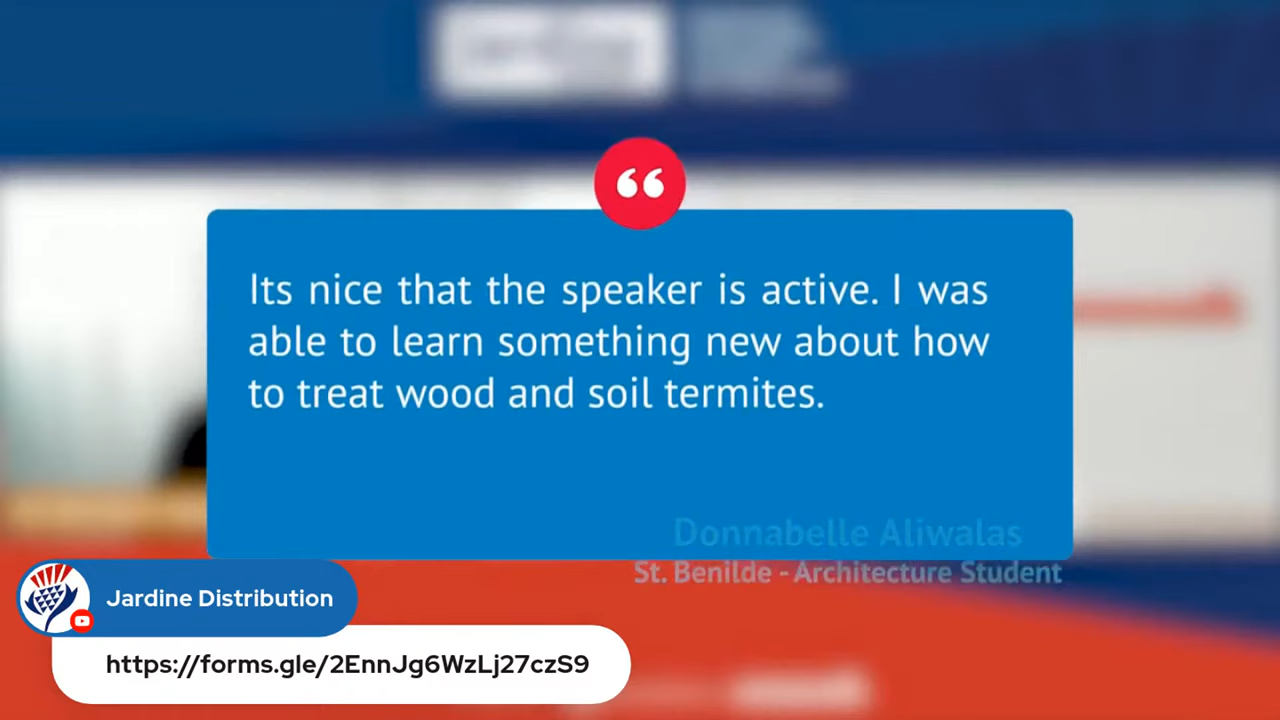 “
Its nice that the speaker is active. I was
able to learn something new about how
to treat wood and soil termites.
Donnabelle Aliwalas
St. Benilde - Architecture Student
Jardine Distribution
https://forms.gle/2EnnJg6WzLj27czS9